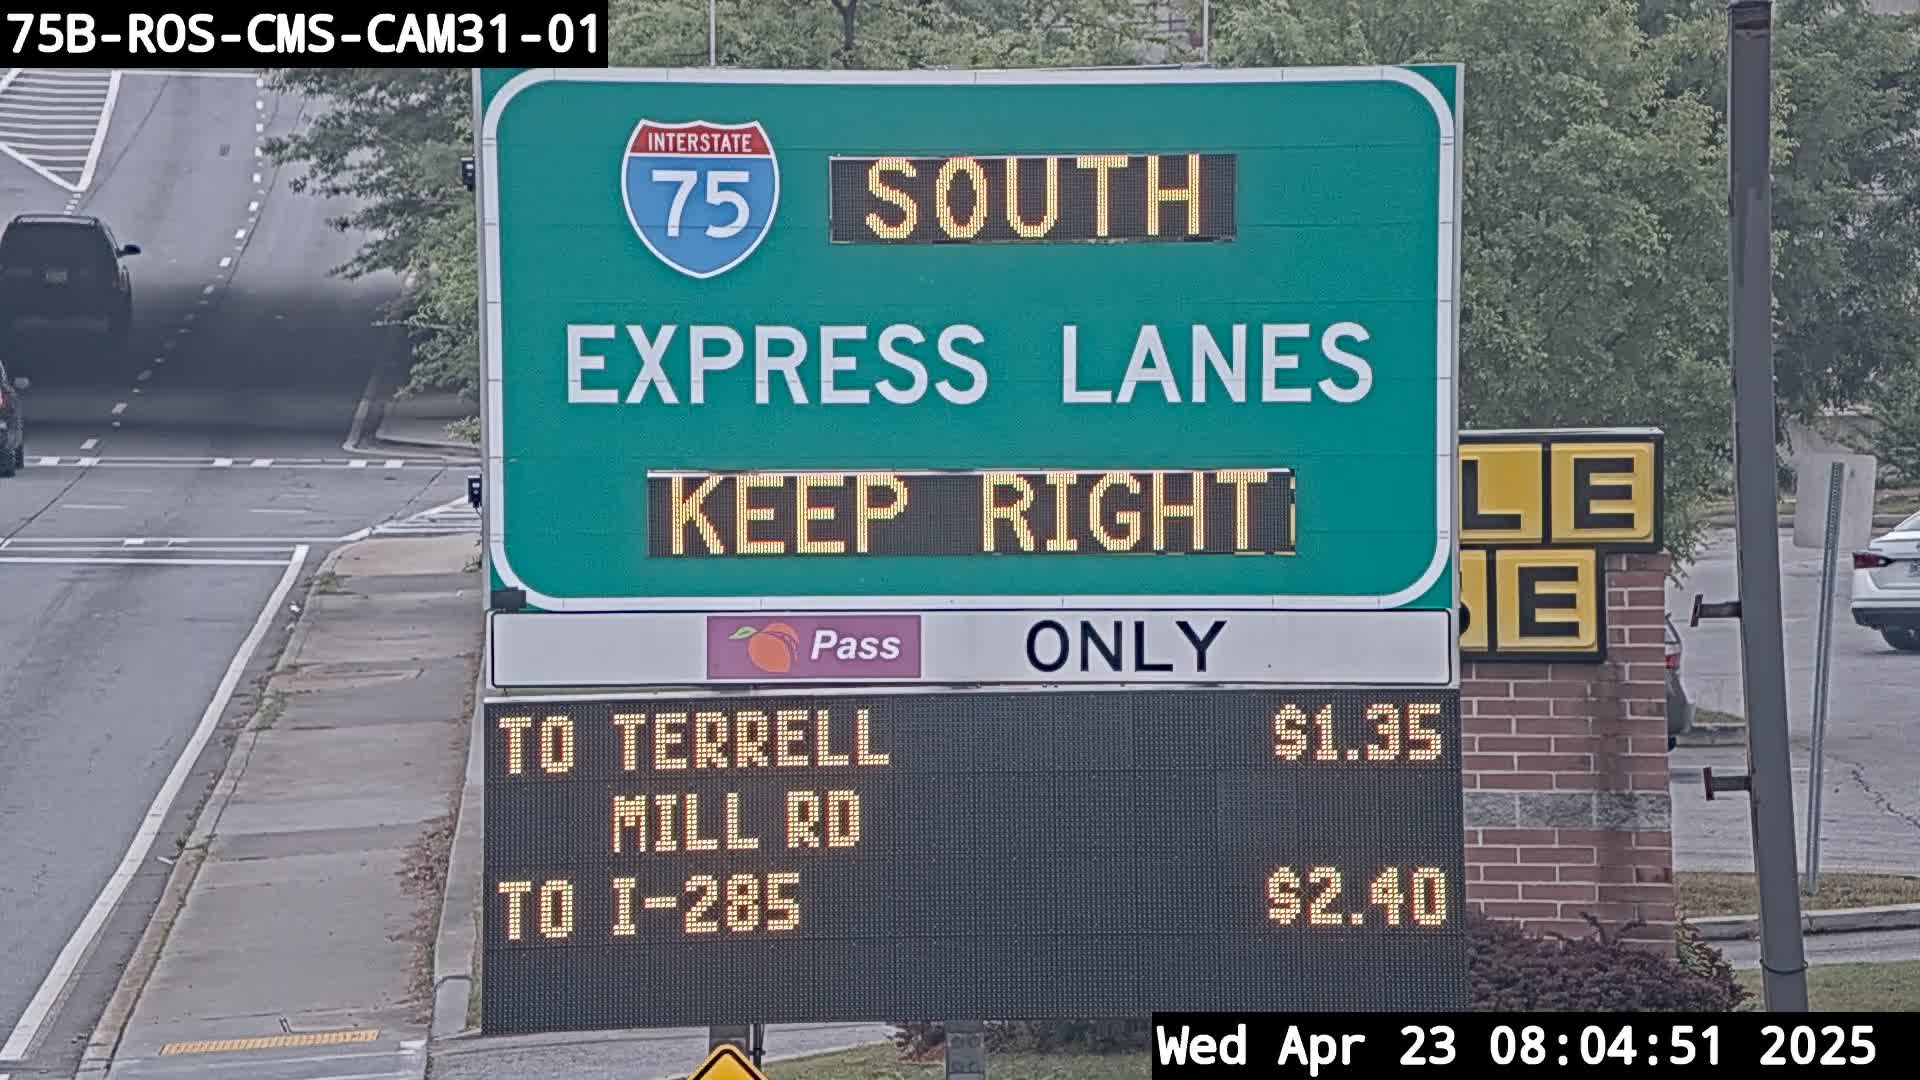 75B-ROS-CMS-CAM31-01
INTERSTATE
75
SOUTH
EXPRESS LANES
KEEP RIGHT
Pass ONLY
TO TERRELL $1.35
MILL RD
TO I-285 $2.40
LE
E
Wed Apr 23 08:04:51 2025